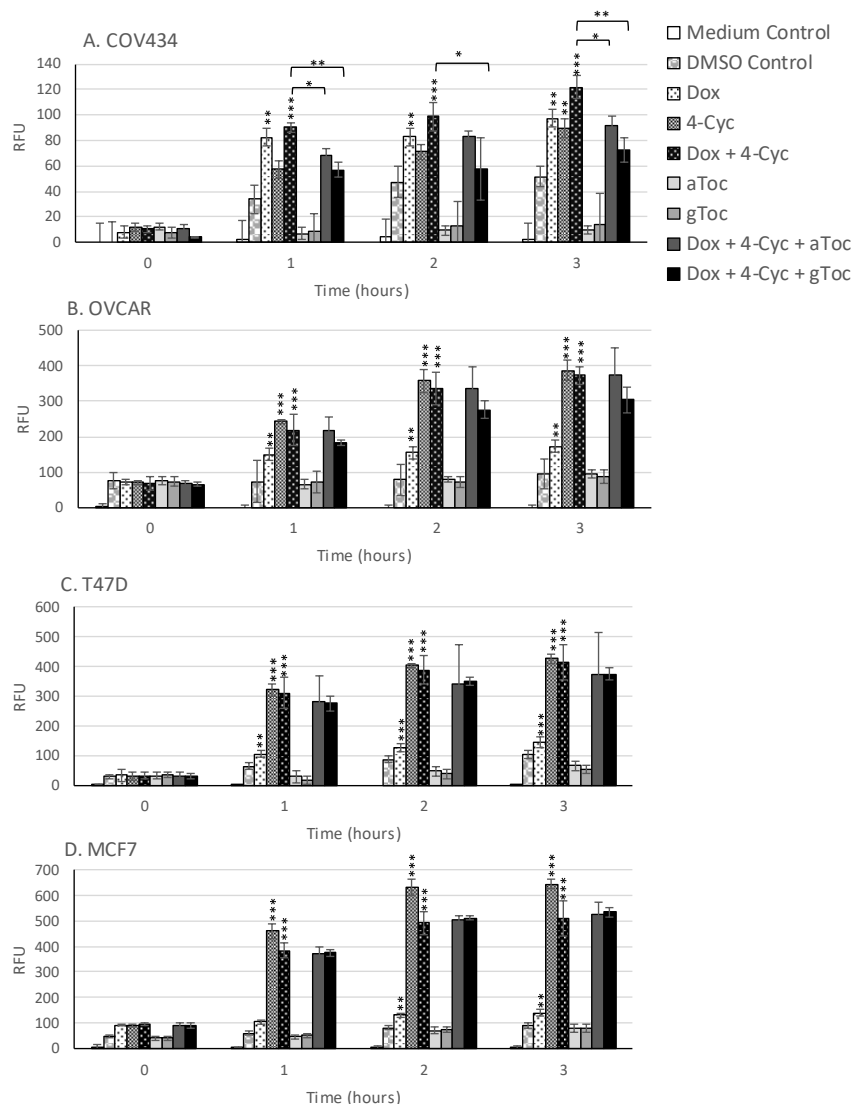 A. COV434
140
120
100
80
60
40
20
0
RFU
** *** * **
** *** *
** ** *** * **
0 1 2 3
Time (hours)
Medium Control
DMSO Control
Dox
4-Cyc
Dox + 4-Cyc
aToc
gToc
Dox + 4-Cyc + aToc
Dox + 4-Cyc + gToc
B. OVCAR
500
400
300
200
100
0
RFU
** *** ***
** *** ***
** *** ***
0 1 2 3
Time (hours)
C. T47D
600
500
400
300
200
100
0
RFU
** *** ***
*** *** ***
*** *** ***
0 1 2 3
Time (hours)
D. MCF7
700
600
500
400
300
200
100
0
RFU
*** ***
** *** ***
** *** ***
0 1 2 3
Time (hours)